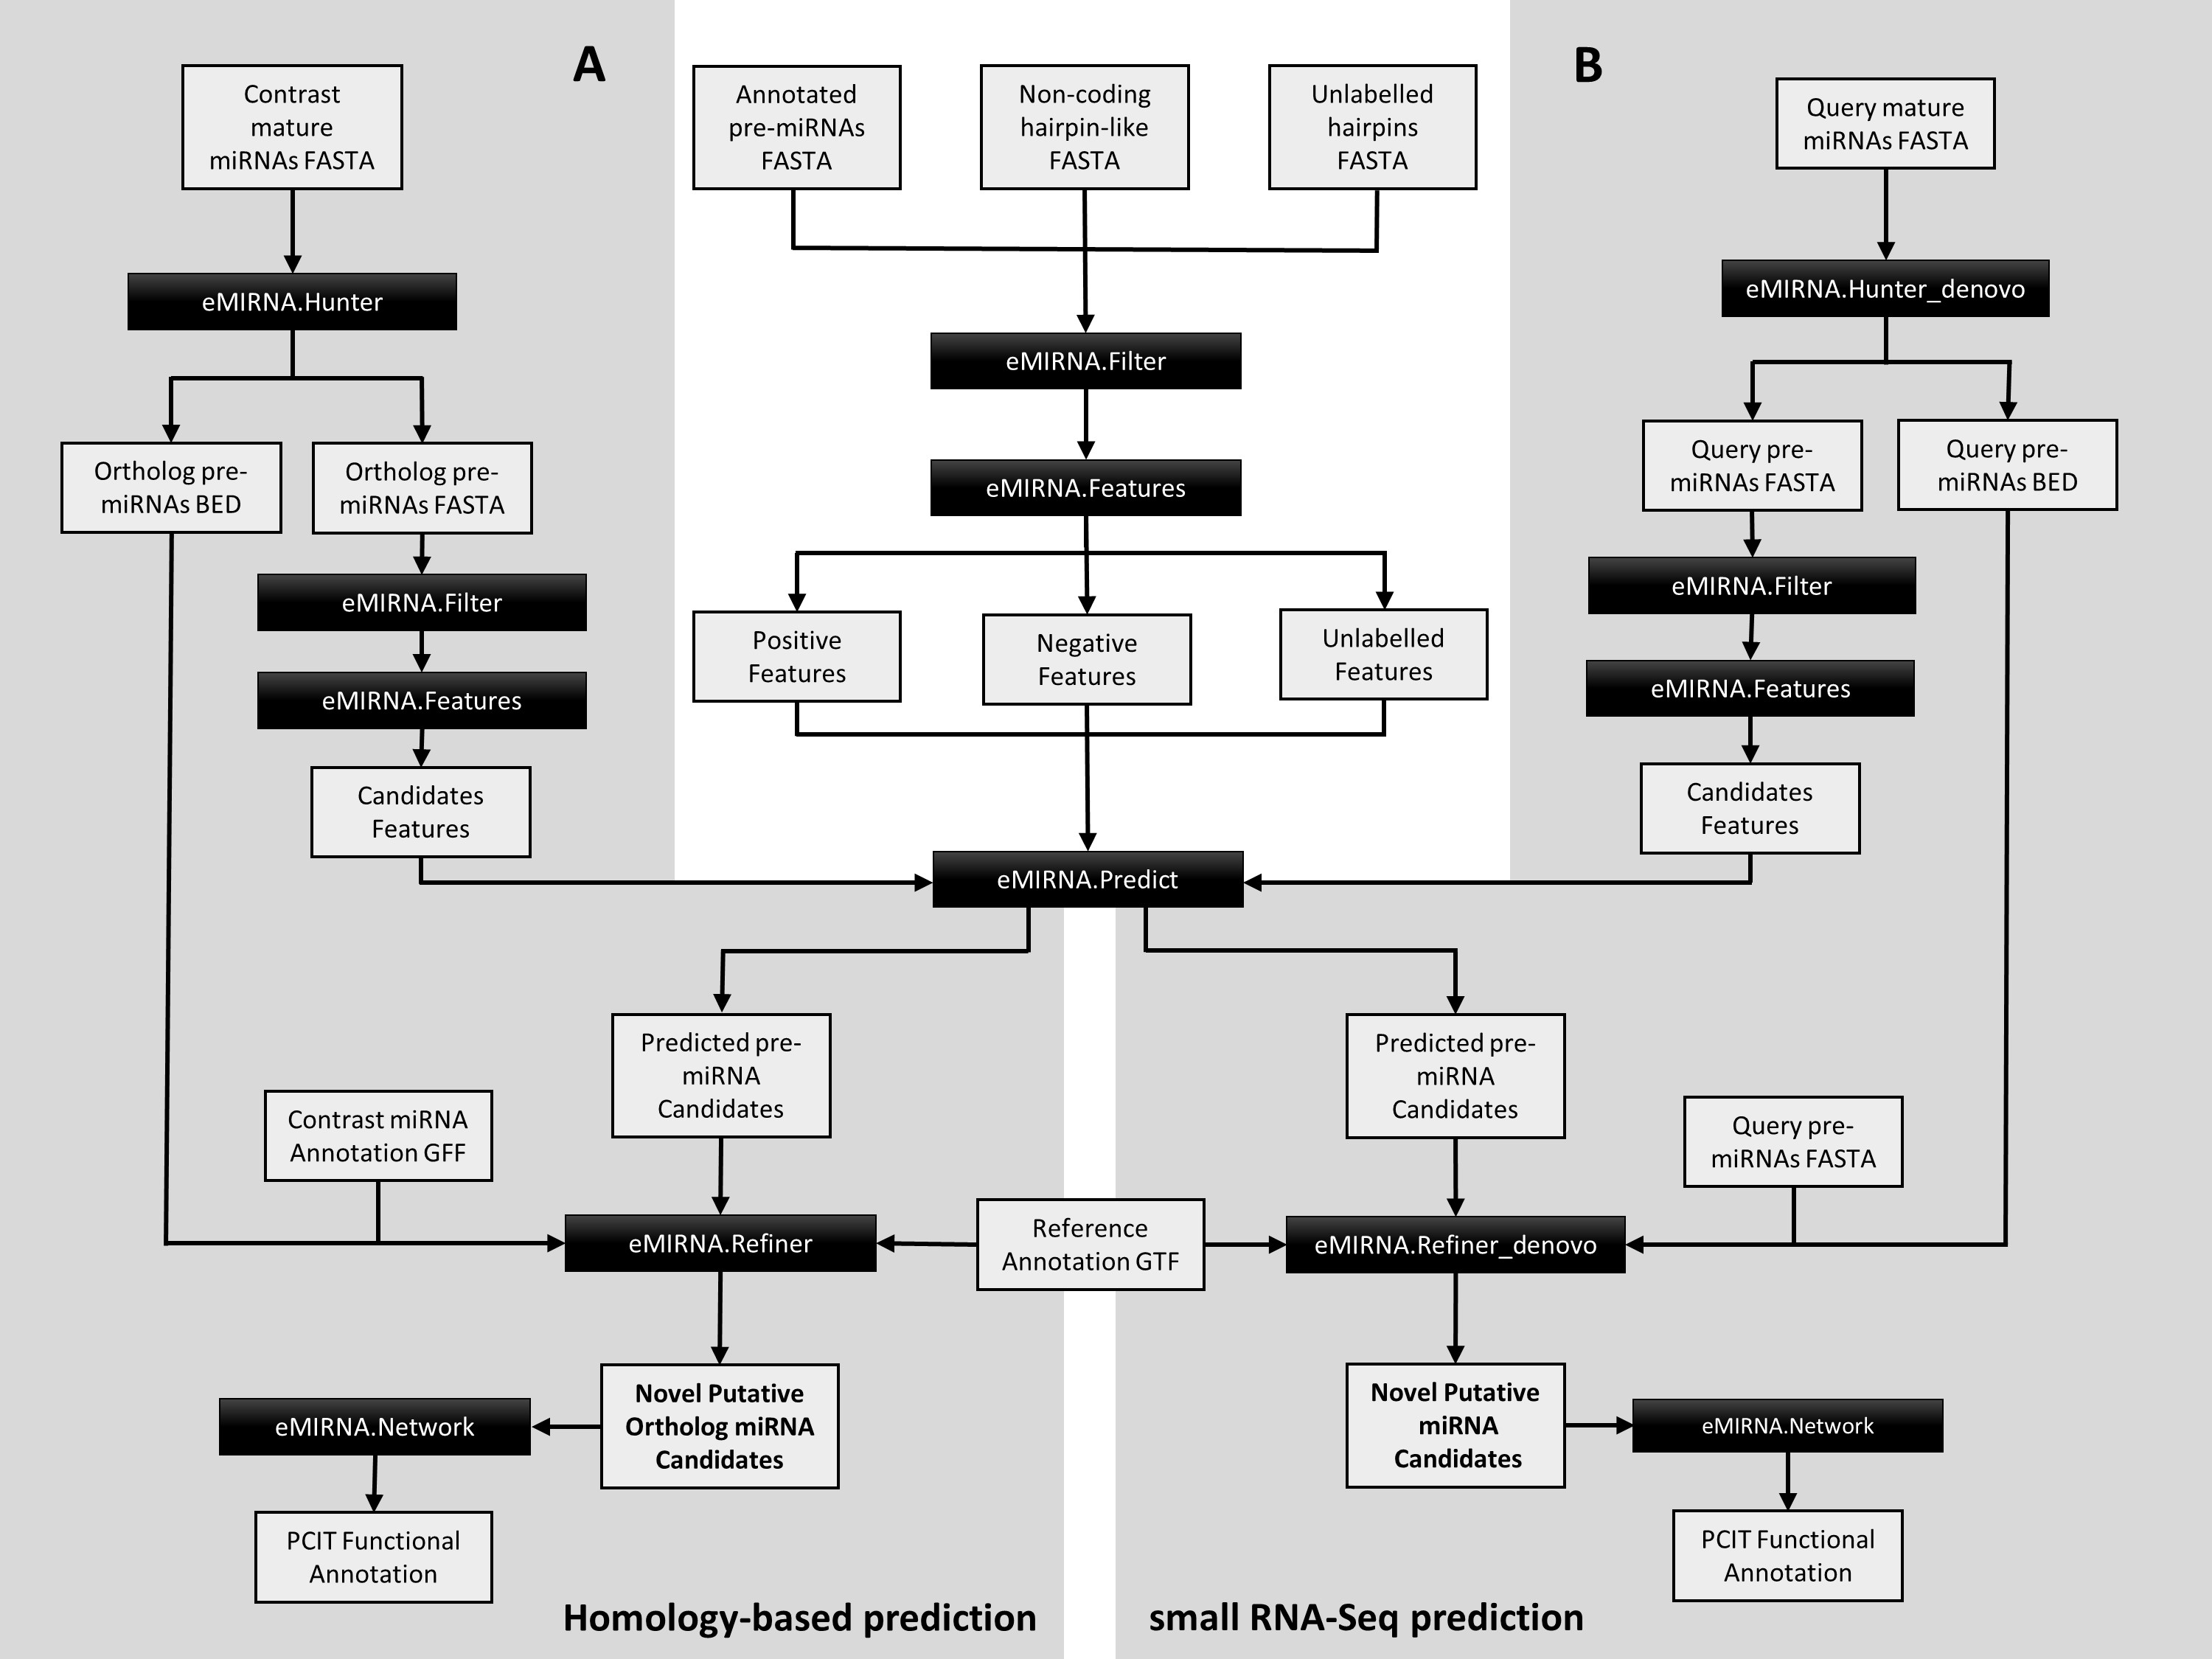 A
B
Contrast
mature
miRNAs FASTA
eMIRNA.Hunter
Ortholog pre-
miRNAs BED
Ortholog pre-
miRNAs FASTA
eMIRNA.Filter
eMIRNA.Features
Candidates
Features
Annotated
pre-miRNAs
FASTA
Non-coding
hairpin-like
FASTA
Unlabelled
hairpins
FASTA
eMIRNA.Filter
eMIRNA.Features
Positive
Features
Negative
Features
Unlabelled
Features
eMIRNA.Predict
Query mature
miRNAs FASTA
eMIRNA.Hunter_denovo
Query pre-
miRNAs FASTA
Query pre-
miRNAs BED
eMIRNA.Filter
eMIRNA.Features
Candidates
Features
Predicted pre-
miRNA
Candidates
Contrast miRNA
Annotation GFF
eMIRNA.Refiner
Reference
Annotation GTF
Predicted pre-
miRNA
Candidates
Query pre-
miRNAs FASTA
eMIRNA.Refiner_denovo
Novel Putative
Ortholog miRNA
Candidates
eMIRNA.Network
PCIT Functional
Annotation
Novel Putative
miRNA
Candidates
eMIRNA.Network
PCIT Functional
Annotation
Homology-based prediction
small RNA-Seq prediction